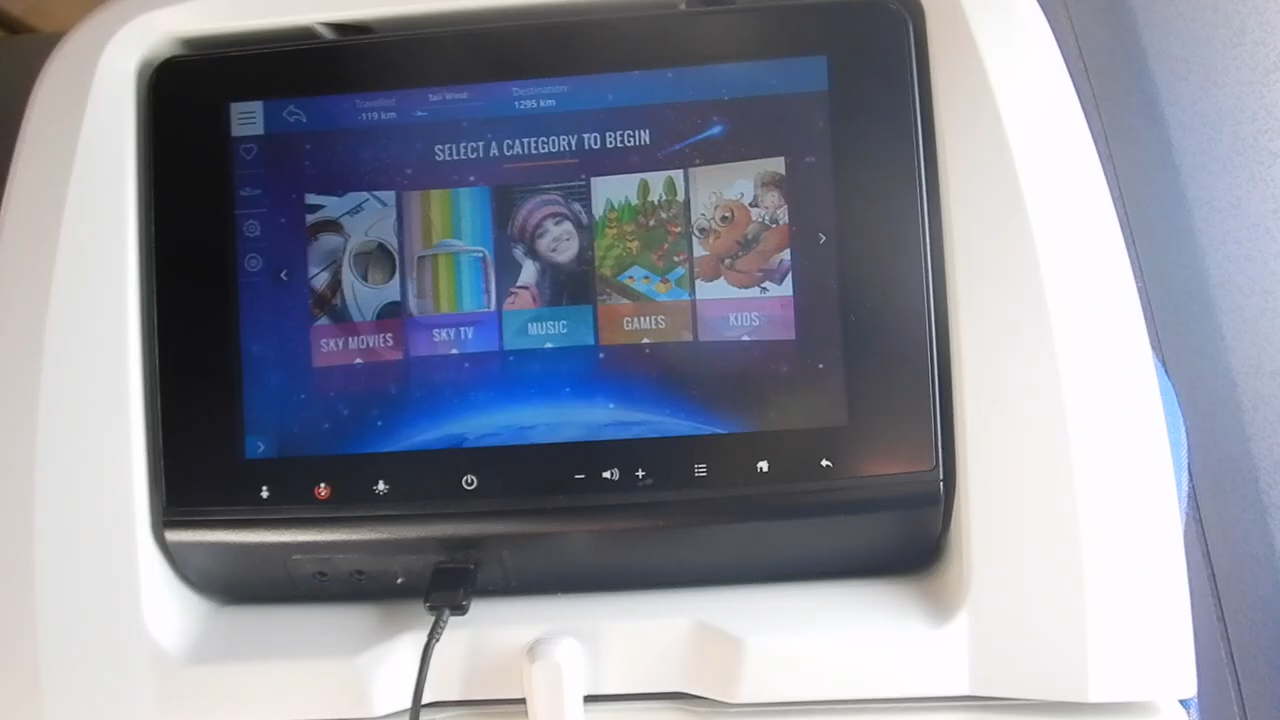 Travelled
-119 km
Tail Wind:
Destination:
1295 km
SELECT A CATEGORY TO BEGIN
SKY MOVIES
SKY TV
MUSIC
GAMES
KIDS